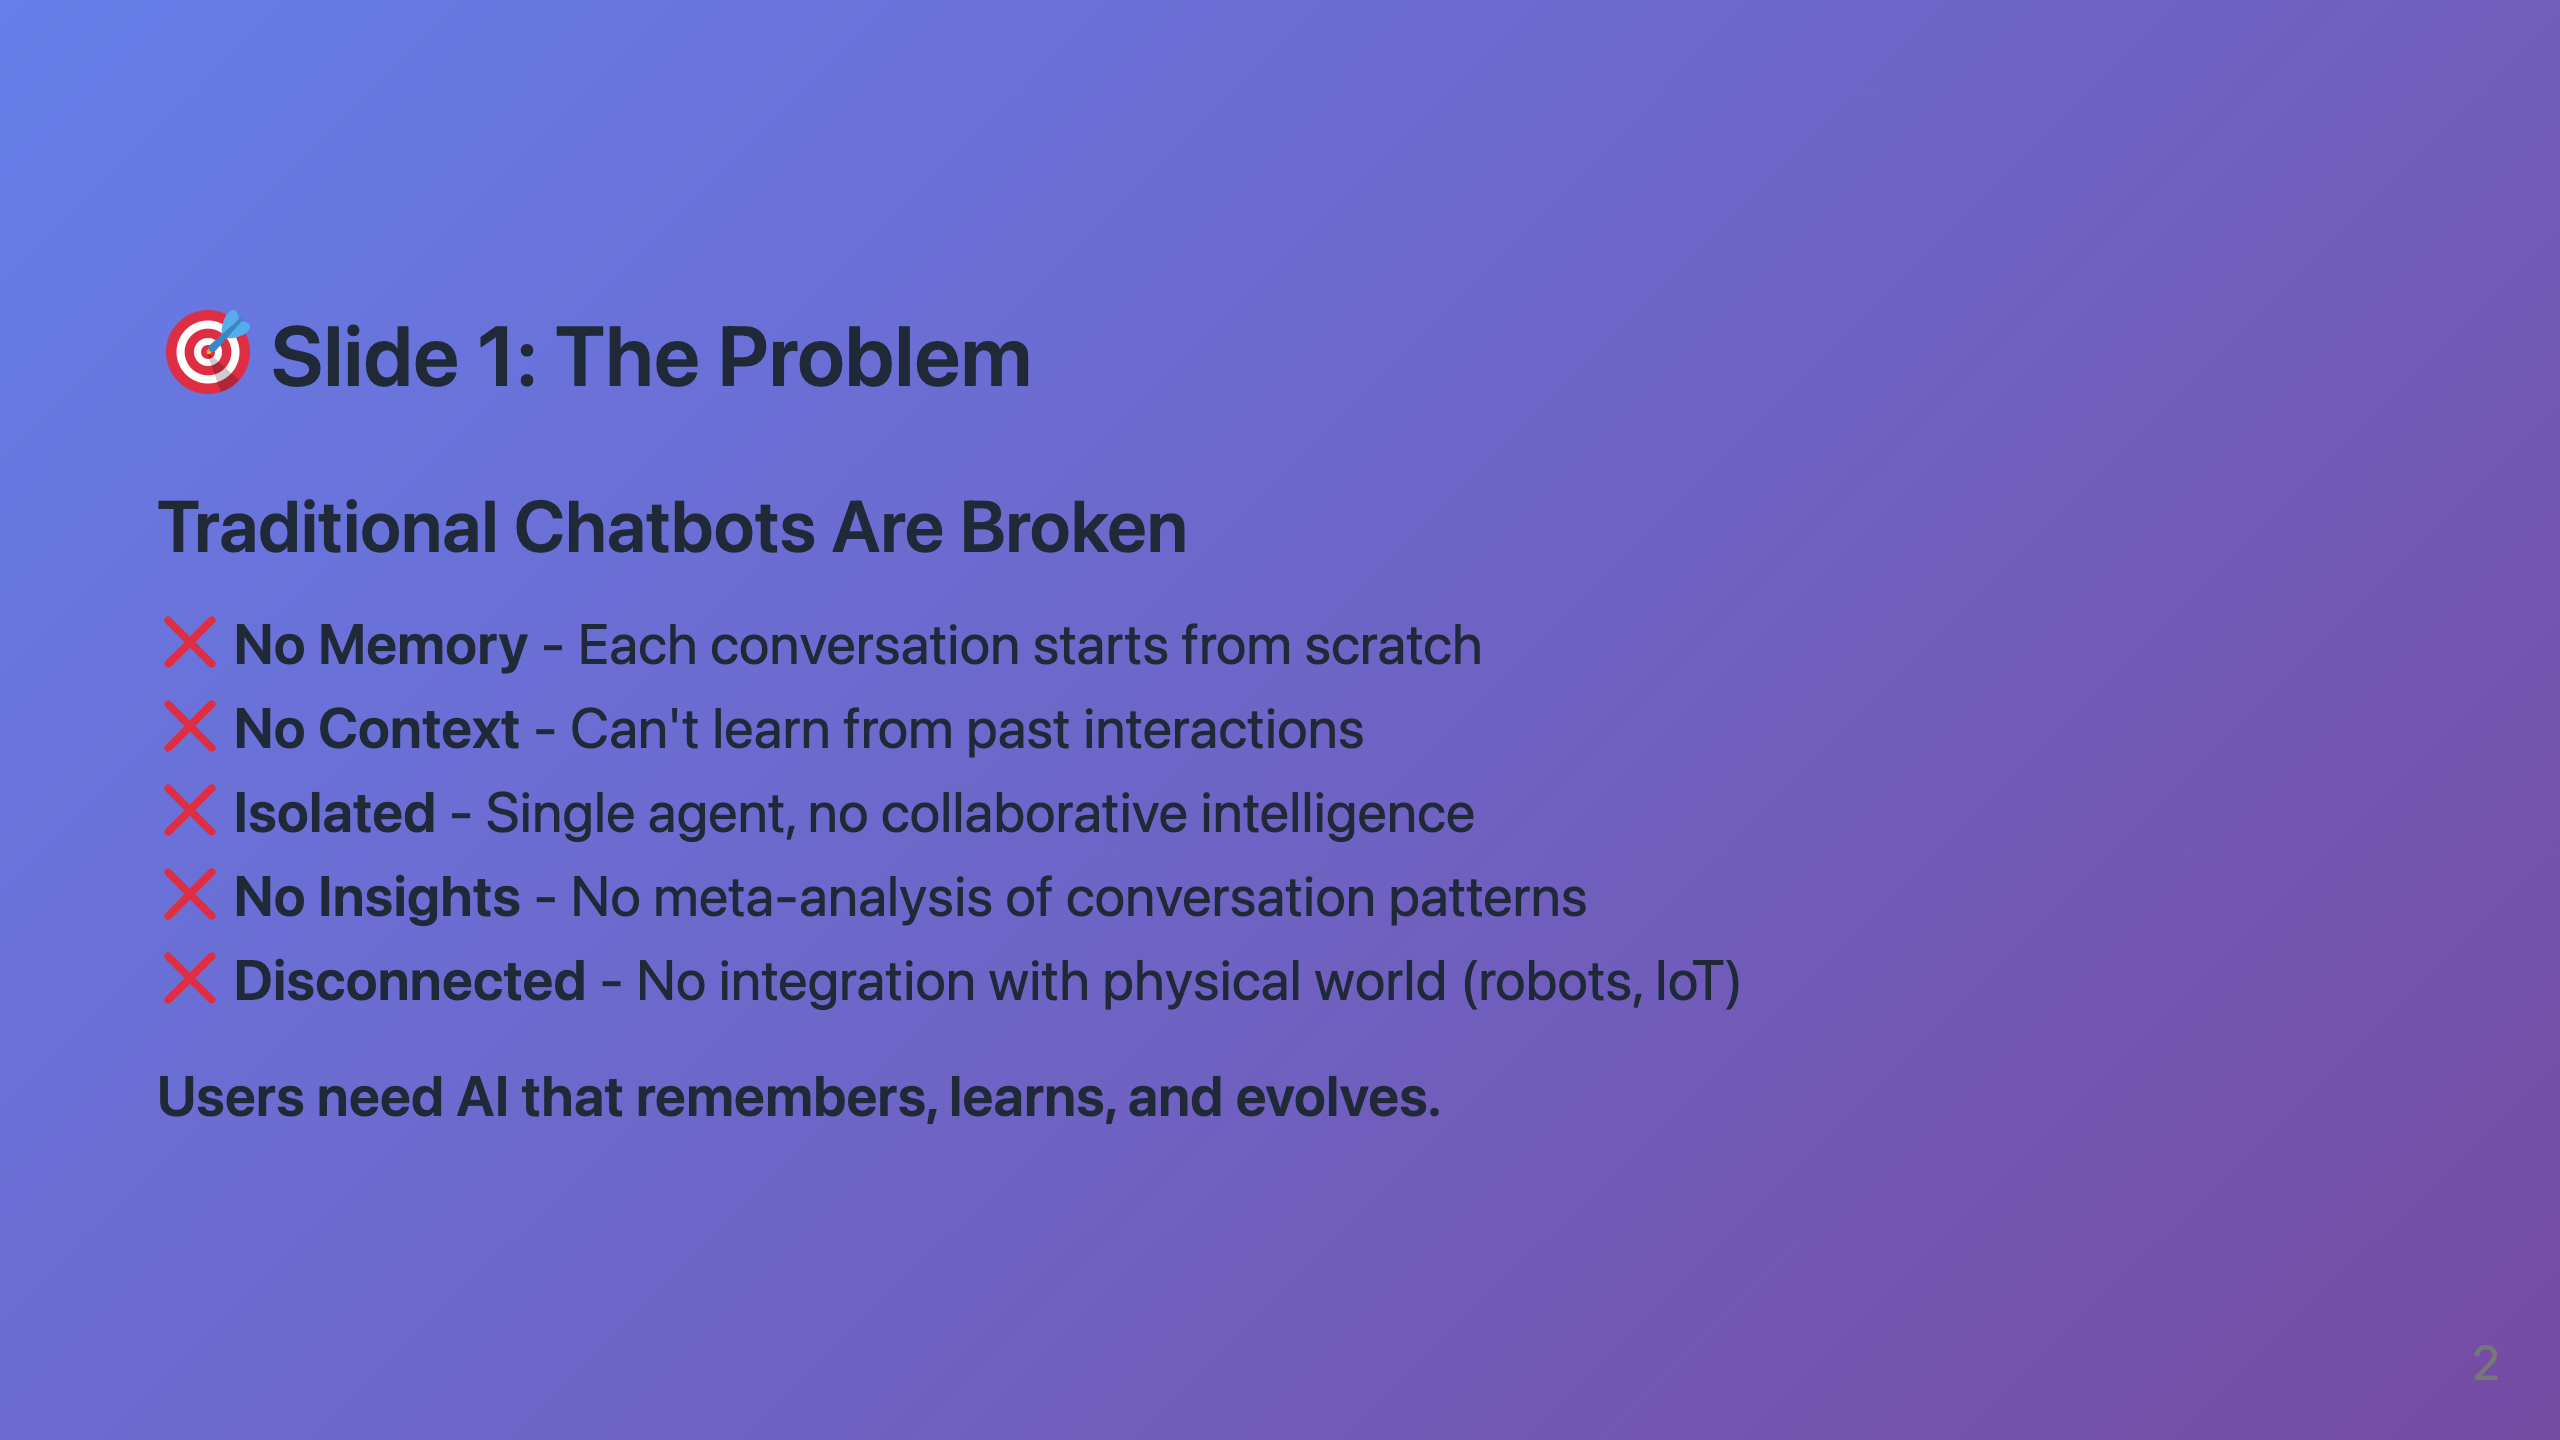 🎯 Slide 1: The Problem
Traditional Chatbots Are Broken
❌ No Memory - Each conversation starts from scratch
❌ No Context - Can't learn from past interactions
❌ Isolated - Single agent, no collaborative intelligence
❌ No Insights - No meta-analysis of conversation patterns
❌ Disconnected - No integration with physical world (robots, IoT)
Users need AI that remembers, learns, and evolves.
2